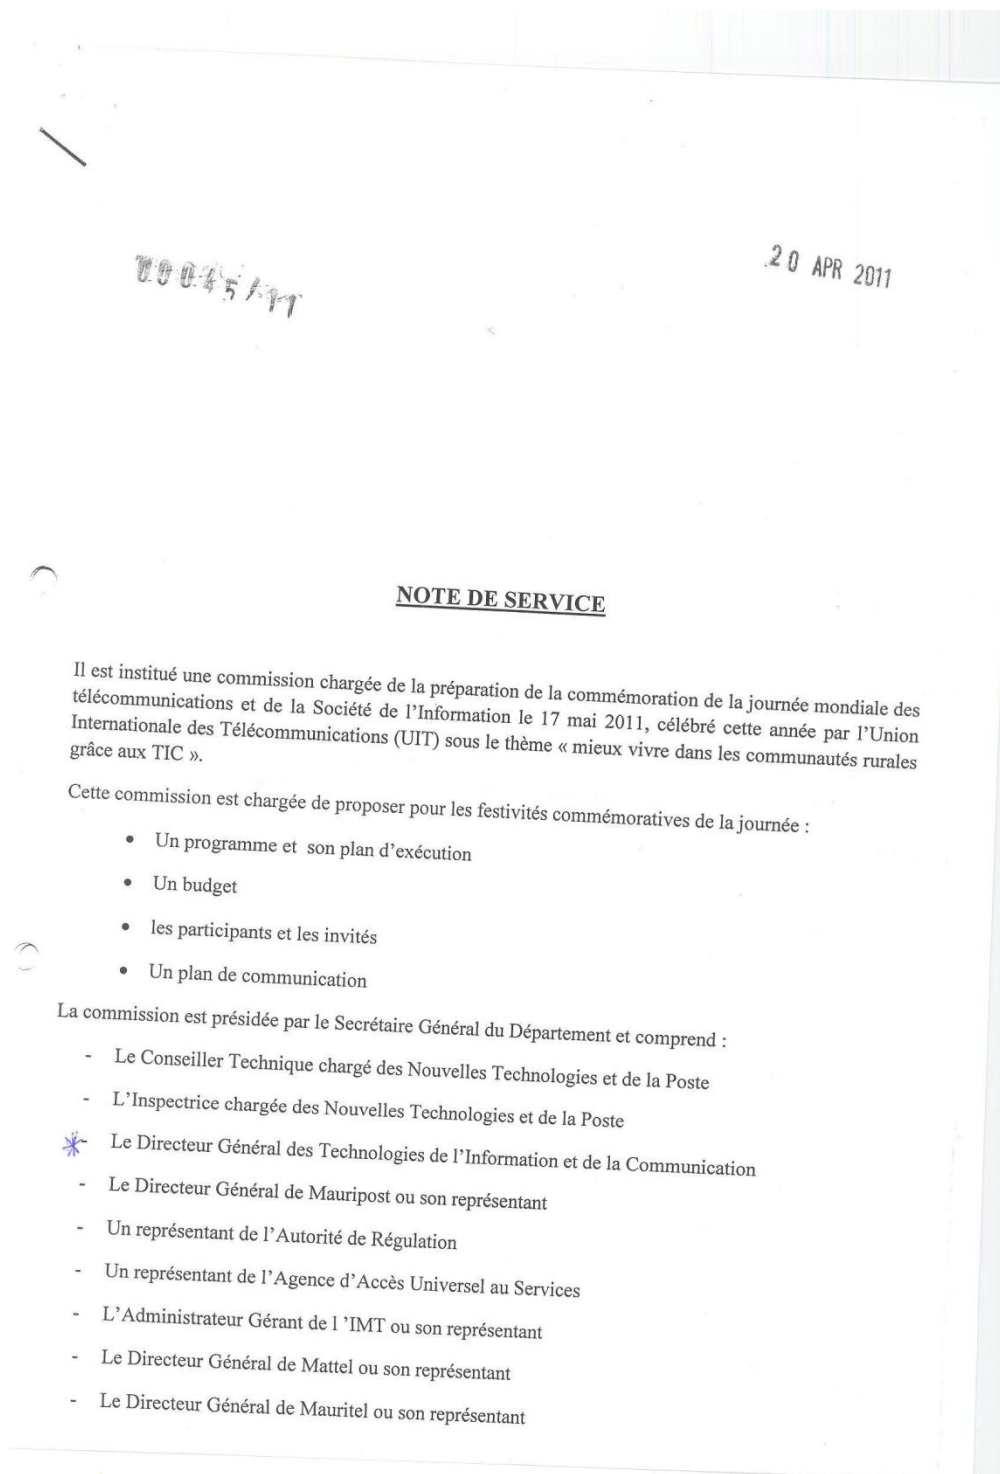 00045/11
20 APR 2011
NOTE DE SERVICE
Il est institué une commission chargée de la préparation de la commémoration de la journée mondiale des
télécommunications et de la Société de l'Information le 17 mai 2011, célébré cette année par l'Union
Internationale des Télécommunications (UIT) sous le thème « mieux vivre dans les communautés rurales
grâce aux TIC ».
Cette commission est chargée de proposer pour les festivités commémoratives de la journée :
• Un programme et son plan d'exécution
• Un budget
• les participants et les invités
• Un plan de communication
La commission est présidée par le Secrétaire Général du Département et comprend :
- Le Conseiller Technique chargé des Nouvelles Technologies et de la Poste
- L'Inspectrice chargée des Nouvelles Technologies et de la Poste
- Le Directeur Général des Technologies de l'Information et de la Communication
- Le Directeur Général de Mauripost ou son représentant
- Un représentant de l'Autorité de Régulation
- Un représentant de l'Agence d'Accès Universel au Services
- L'Administrateur Gérant de l 'IMT ou son représentant
- Le Directeur Général de Mattel ou son représentant
- Le Directeur Général de Mauritel ou son représentant